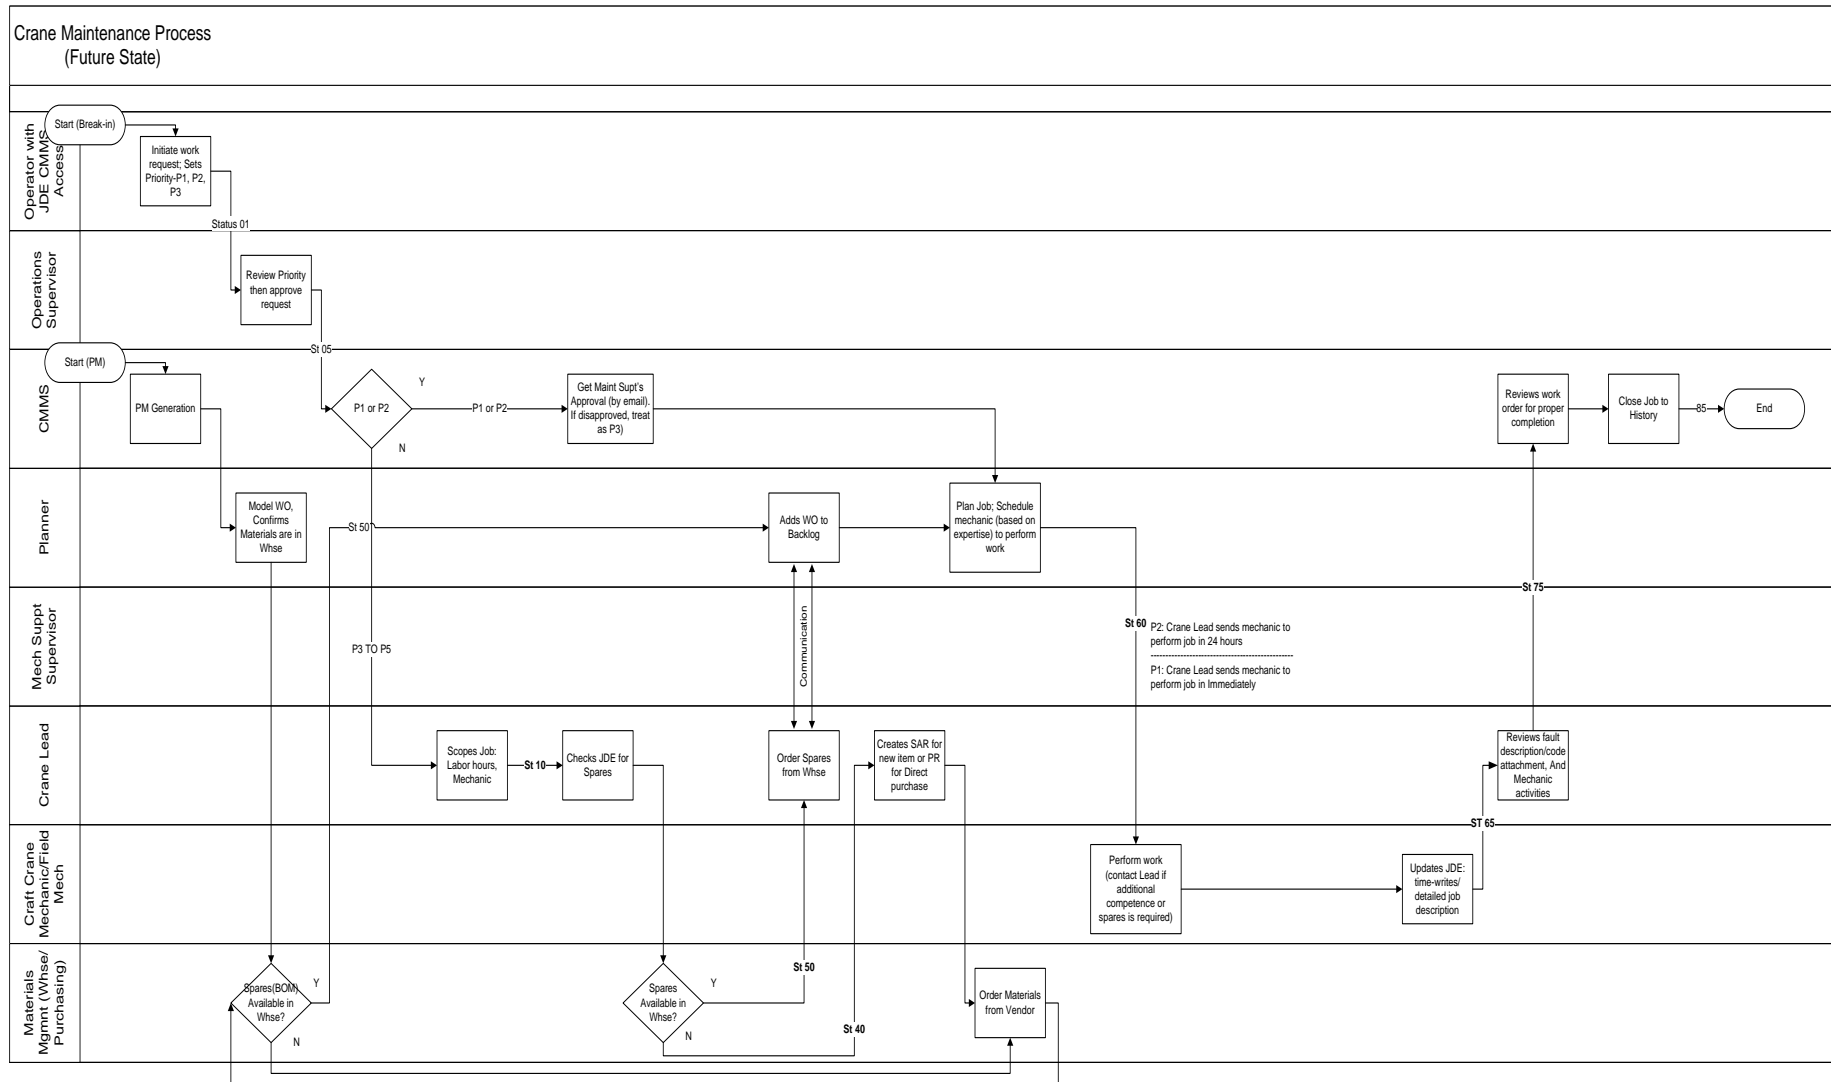 Crane Maintenance Process
(Future State)
Operator with
JDE CMMS
Access
Start (Break-in)
Initiate work
request; Sets
Priority-P1, P2,
P3
Status 01
Operations
Supervisor
Review Priority
then approve
request
St 05
CMMS
Start (PM)
PM Generation
P1 or P2
Y
N
P1 or P2
Get Maint Supt's
Approval (by email).
If disapproved, treat
as P3)
Reviews work
order for proper
completion
Close Job to
History
85
End
Planner
Model WO,
Confirms
Materials are in
Whse
St 50
Adds WO to
Backlog
Plan Job; Schedule
mechanic (based on
expertise) to perform
work
St 75
Mech Suppt
Supervisor
P3 TO P5
Communication
St 60
P2: Crane Lead sends mechanic to
perform job in 24 hours
P1: Crane Lead sends mechanic to
perform job in Immediately
Crane Lead
Scopes Job:
Labor hours,
Mechanic
St 10
Checks JDE for
Spares
Order Spares
from Whse
Creates SAR for
new item or PR
for Direct
purchase
Reviews fault
description/code
attachment, And
Mechanic
activities
ST 65
Craft Crane
Mechanic/Field
Mech
Perform work
(contact Lead if
additional
competence or
spares is required)
Updates JDE:
time-writes/
detailed job
description
Materials
Mgmnt (Whse/
Purchasing)
Spares(BOM)
Available in
Whse?
Y
N
Spares
Available in
Whse?
Y
N
St 50
St 40
Order Materials
from Vendor